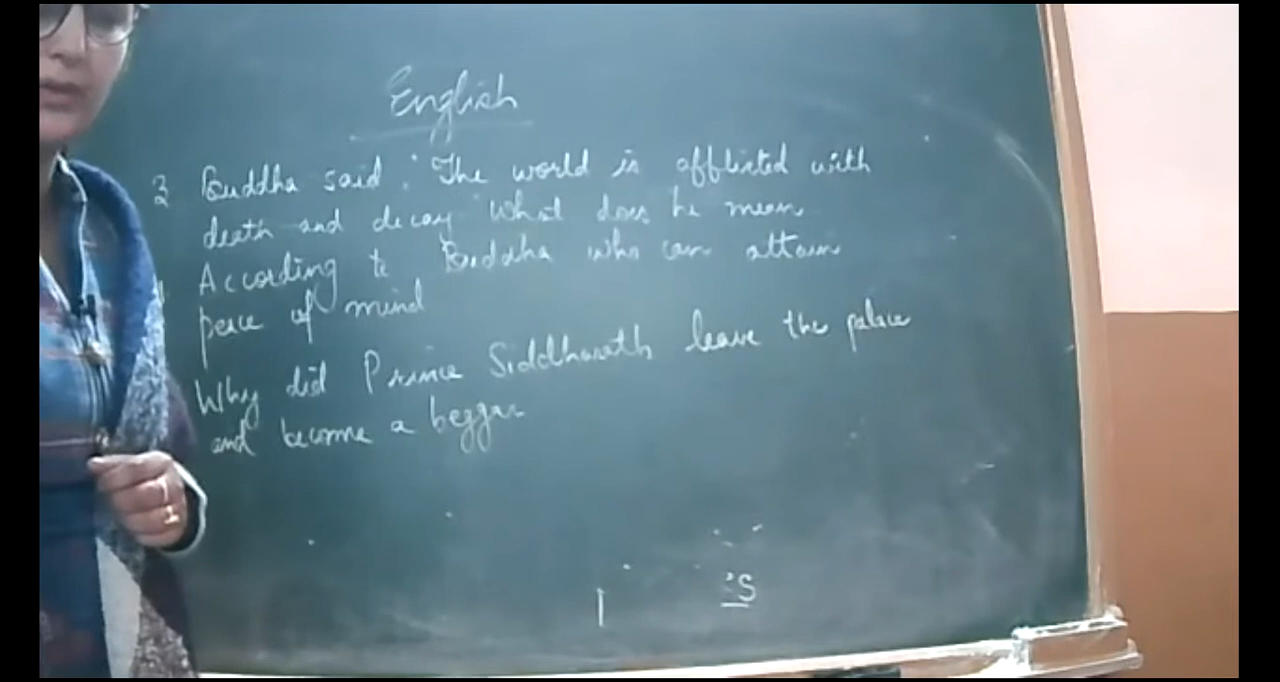 English
3 Buddha said. "The world is afflicted with
death and decay" What does he mean
According to Buddha who can attain
peace of mind
Why did Prince Siddharath leave the palace
and become a beggar
'S